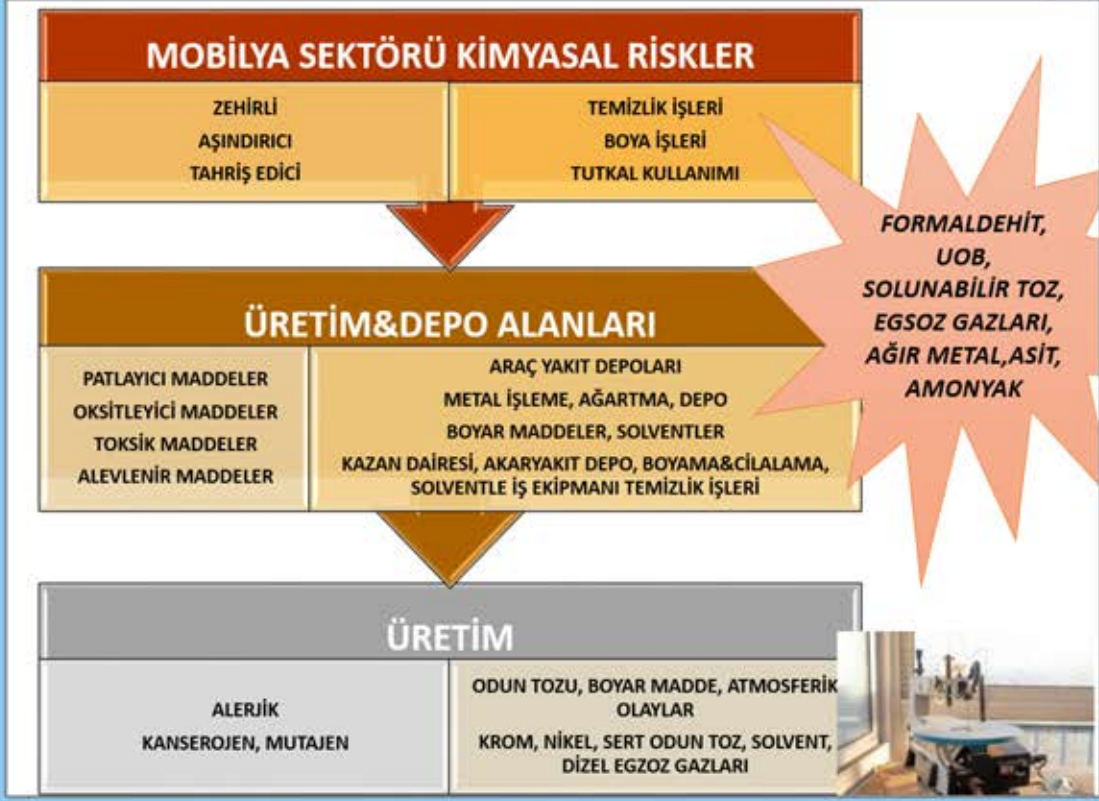 MOBİLYA SEKTÖRÜ KİMYASAL RİSKLER
ZEHİRLİ
AŞINDIRICI
TAHRİŞ EDİCİ
TEMİZLİK İŞLERİ
BOYA İŞLERİ
TUTKAL KULLANIMI
FORMALDEHİT,
UOB,
SOLUNABİLİR TOZ,
EGSOZ GAZLARI,
AĞIR METAL,ASİT,
AMONYAK
ÜRETİM&DEPO ALANLARI
PATLAYICI MADDELER
OKSİTLEYİCİ MADDELER
TOKSİK MADDELER
ALEVLENİR MADDELER
ARAÇ YAKIT DEPOLARI
METAL İŞLEME, AĞARTMA, DEPO
BOYAR MADDELER, SOLVENTLER
KAZAN DAİRESİ, AKARYAKIT DEPO, BOYAMA&CİLALAMA,
SOLVENTLE İŞ EKİPMANI TEMİZLİK İŞLERİ
ÜRETİM
ALERJİK
KANSEROJEN, MUTAJEN
ODUN TOZU, BOYAR MADDE, ATMOSFERİK
OLAYLAR
KROM, NİKEL, SERT ODUN TOZ, SOLVENT,
DİZEL EGZOZ GAZLARI